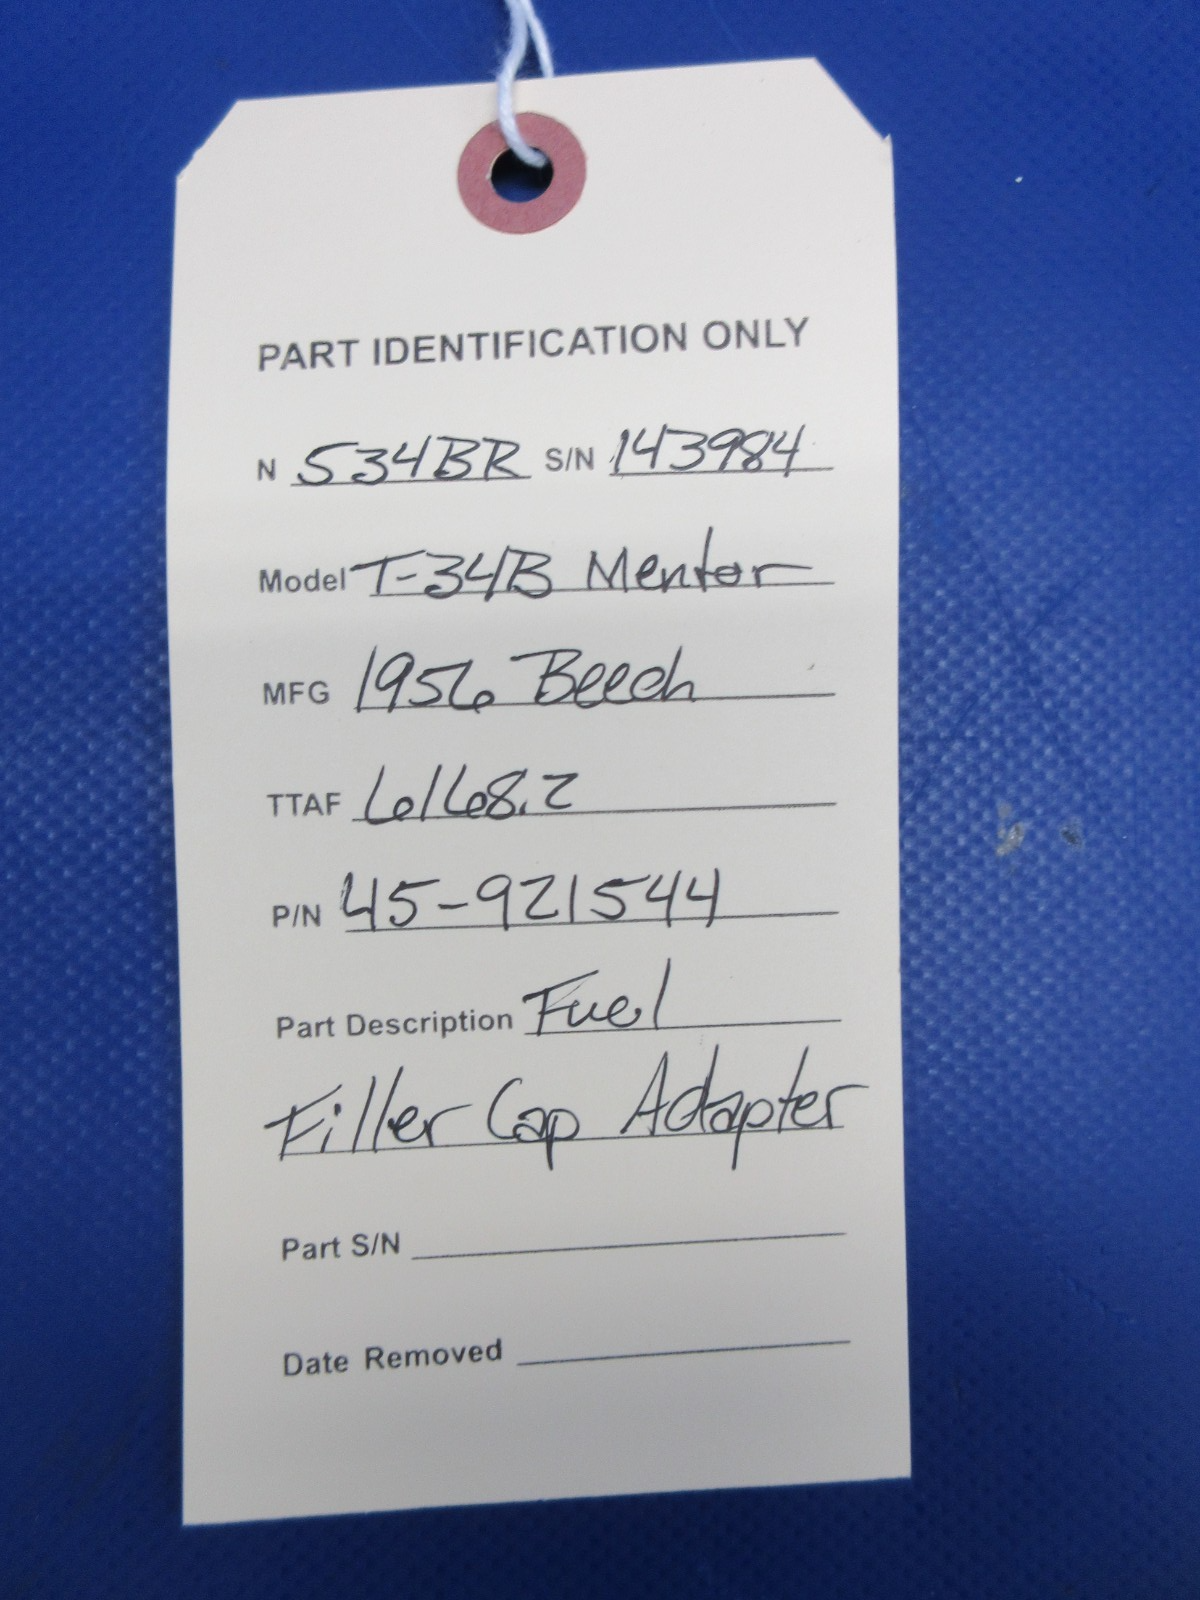 PART IDENTIFICATION ONLY
N 534BR S/N 143984
Model T-34B Mentor
MFG 1956 Beech
TTAF 6168.2
P/N 45-921544
Part Description Fuel
Filler Cap Adapter
Part S/N
Date Removed